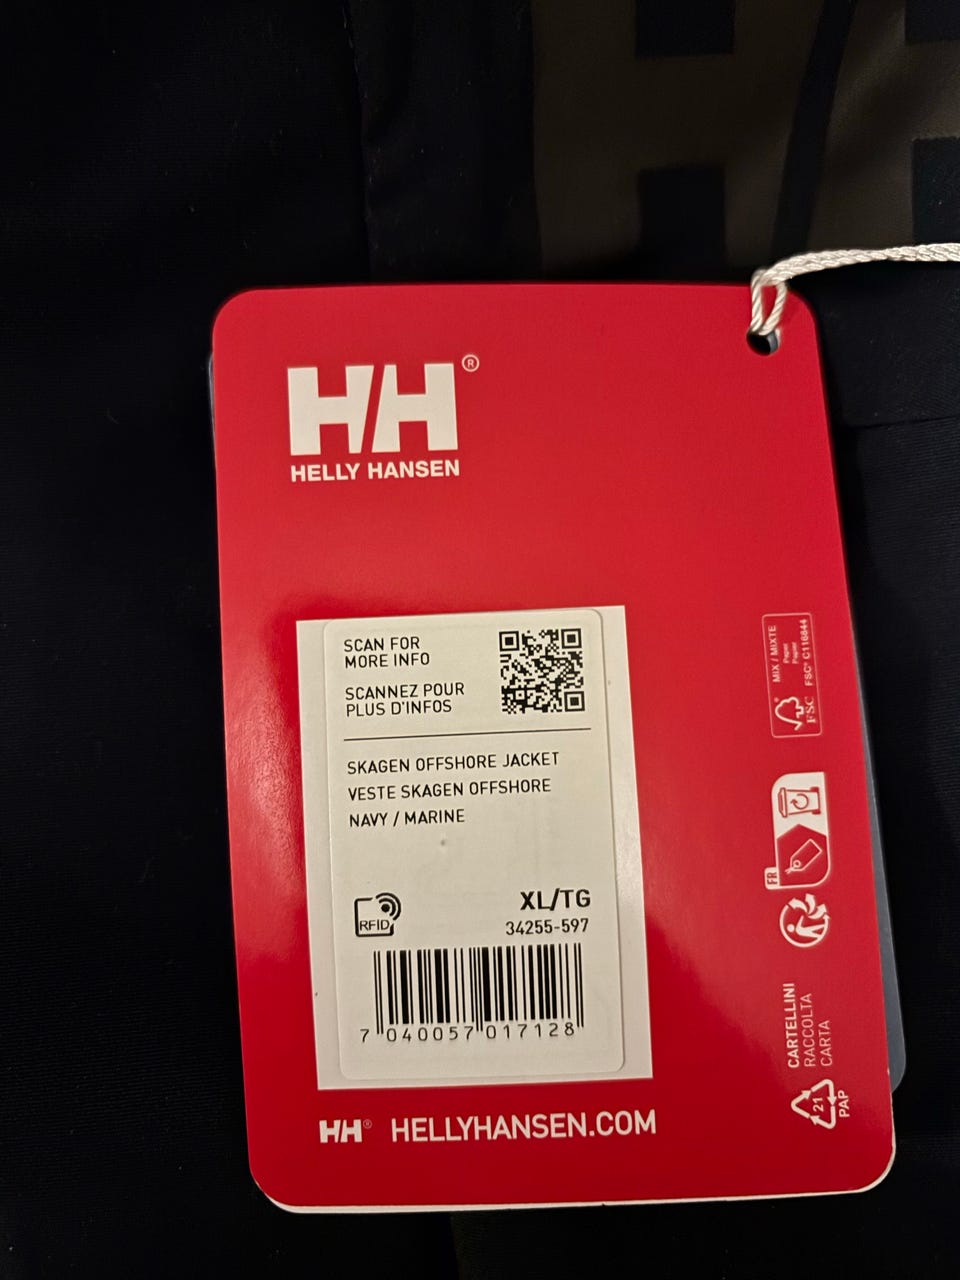 HH®
HELLY HANSEN
SCAN FOR
MORE INFO
SCANNEZ POUR
PLUS D'INFOS
SKAGEN OFFSHORE JACKET
VESTE SKAGEN OFFSHORE
NAVY / MARINE
RFID
XL/TG
34255-597
7 040057 017128
HH® HELLYHANSEN.COM
MIX / MIXTE
Paper
Papier
FSC® C116844
FSC
FR
CARTELLINI
RACCOLTA
CARTA
21
PAP